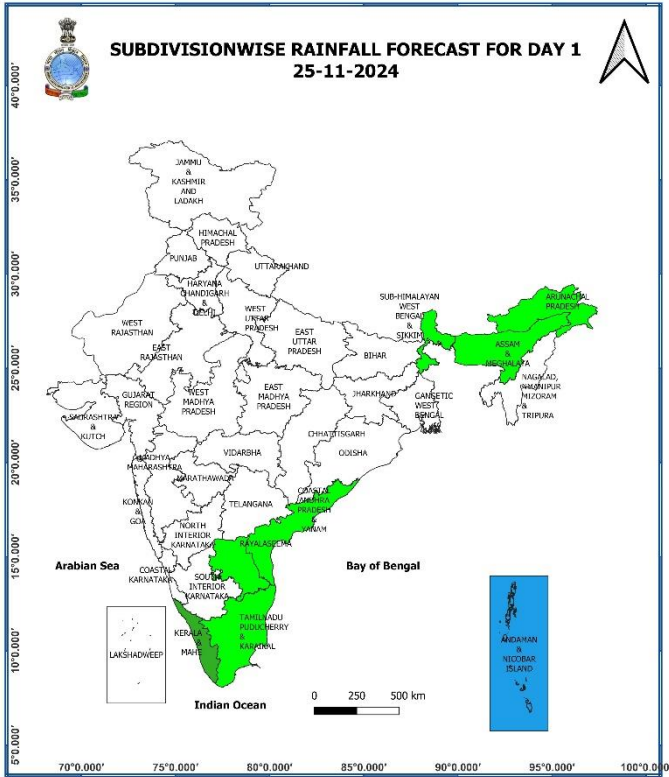 SUBDIVISIONWISE RAINFALL FORECAST FOR DAY 1
25-11-2024
40°0.000'
35°0.000'
30°0.000'
25°0.000'
20°0.000'
15°0.000'
10°0.000'
5°0.000'
JAMMU
&
KASHMIR
AND
LADAKH
HIMACHAL
PRADESH
PUNJAB
UTTARAKHAND
HARYANA
CHANDIGARH
&
DELHI
WEST
RAJASTHAN
EAST
RAJASTHAN
WEST
UTTAR
PRADESH
EAST
UTTAR
PRADESH
BIHAR
SUB-HIMALAYAN
WEST
BENGAL
&
SIKKIM
ARUNACHAL
PRADESH
ASSAM
&
MEGHALAYA
NAGALAD,
MANIPUR
MIZORAM
&
TRIPURA
GUJARAT
REGION
SAURASHTRA
&
KUTCH
WEST
MADHYA
PRADESH
EAST
MADHYA
PRADESH
JHARKHAND
GANGETIC
WEST
BENGAL
CHHATTISGARH
ODISHA
VIDARBHA
MADHYA
MAHARASHTRA
MARATHAWADA
KONKAN
&
GOA
TELANGANA
COASTAL
ANDHRA
PRADESH
&
YANAM
NORTH
INTERIOR
KARNATAKA
RAYALASEEMA
COASTAL
KARNATAKA
SOUTH
INTERIOR
KARNATAKA
Arabian Sea
Bay of Bengal
LAKSHADWEEP
KERALA
&
MAHE
TAMILNADU
PUDUCHERRY
&
KARAIKAL
ANDAMAN
&
NICOBAR
ISLAND
Indian Ocean
0 250 500 km
70°0.000' 75°0.000' 80°0.000' 85°0.000' 90°0.000' 95°0.000' 100°0.000'